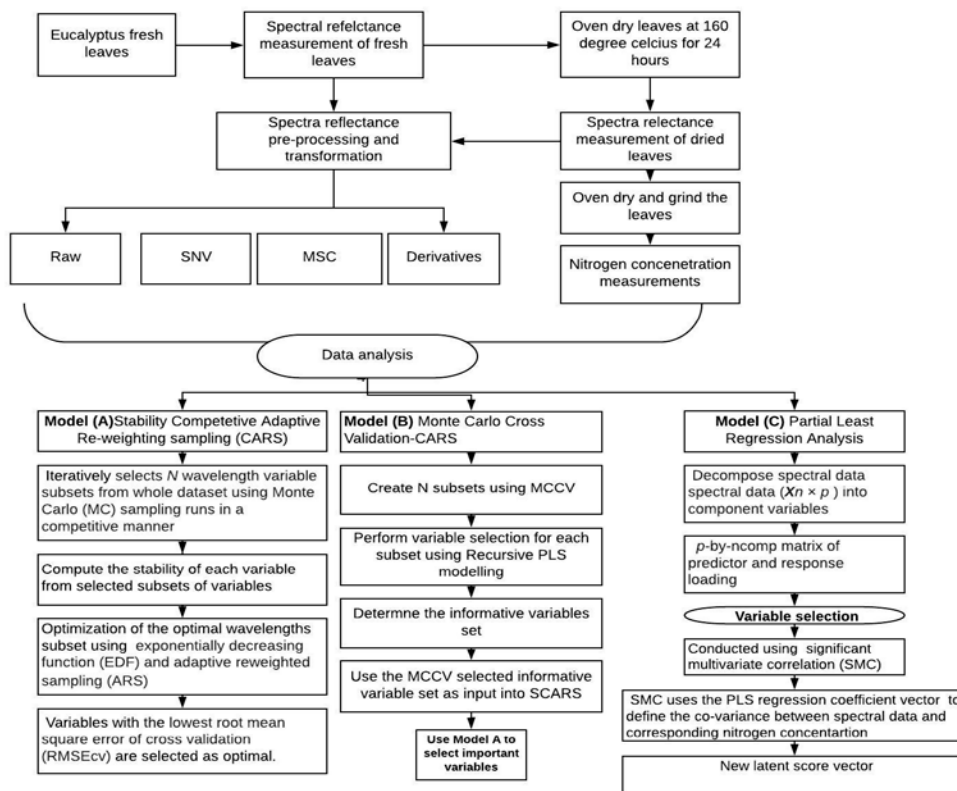 Eucalyptus fresh
leaves
Spectral refelctance
measurement of fresh
leaves
Oven dry leaves at 160
degree celcius for 24
hours
Spectra reflectance
pre-processing and
transformation
Spectra relectance
measurement of dried
leaves
Oven dry and grind the
leaves
Raw
SNV
MSC
Derivatives
Nitrogen concenetration
measurements
Data analysis
Model (A)Stability Competetive Adaptive
Re-weighting sampling (CARS)
Iteratively selects N wavelength variable
subsets from whole dataset using Monte
Carlo (MC) sampling runs in a
competitive manner
Compute the stability of each variable
from selected subsets of variables
Optimization of the optimal wavelengths
subset using exponentially decreasing
function (EDF) and adaptive reweighted
sampling (ARS)
Variables with the lowest root mean
square error of cross validation
(RMSEcv) are selected as optimal.
Model (B) Monte Carlo Cross
Validation-CARS
Create N subsets using MCCV
Perform variable selection for each
subset using Recursive PLS
modelling
Determne the informative variables
set
Use the MCCV selected informative
variable set as input into SCARS
Use Model A to
select important
variables
Model (C) Partial Least
Regression Analysis
Decompose spectral data
spectral data (Xn × p ) into
component variables
p-by-ncomp matrix of
predictor and response
loading
Variable selection
Conducted using significant
multivariate correlation (SMC)
SMC uses the PLS regression coefficient vector to
define the co-variance between spectral data and
corresponding nitrogen concentartion
New latent score vector